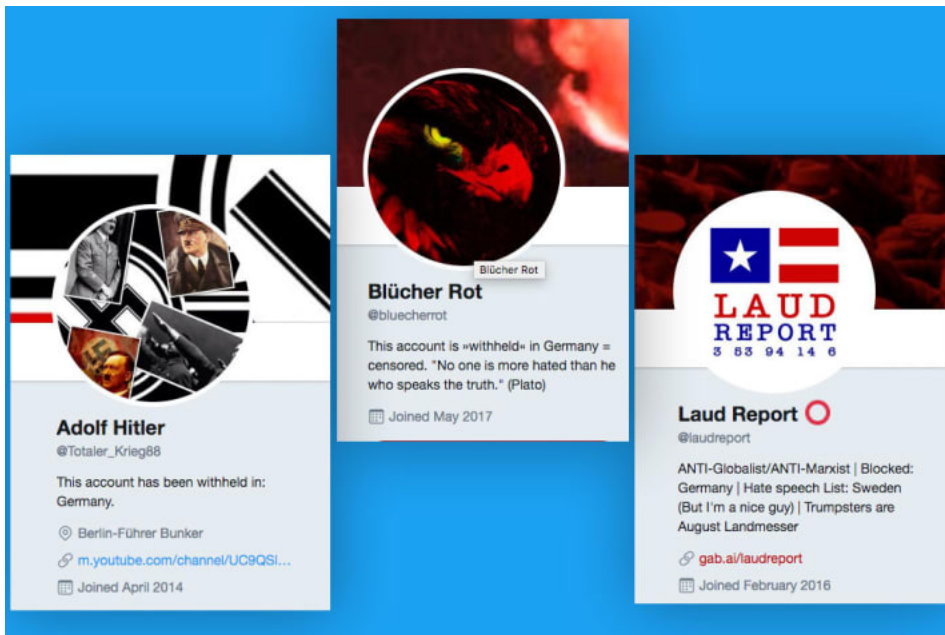 Adolf Hitler
@Totaler_Krieg88
This account has been withheld in:
Germany.
Berlin-Führer Bunker
m.youtube.com/channel/UC9QSl...
Joined April 2014
Blücher Rot
Blücher Rot
@bluecherrot
This account is »withheld« in Germany =
censored. "No one is more hated than he
who speaks the truth." (Plato)
Joined May 2017
LAUD
REPORT
3 53 94 14 6
Laud Report
@laudreport
ANTI-Globalist/ANTI-Marxist | Blocked:
Germany | Hate speech List: Sweden
(But I'm a nice guy) | Trumpsters are
August Landmesser
gab.ai/laudreport
Joined February 2016